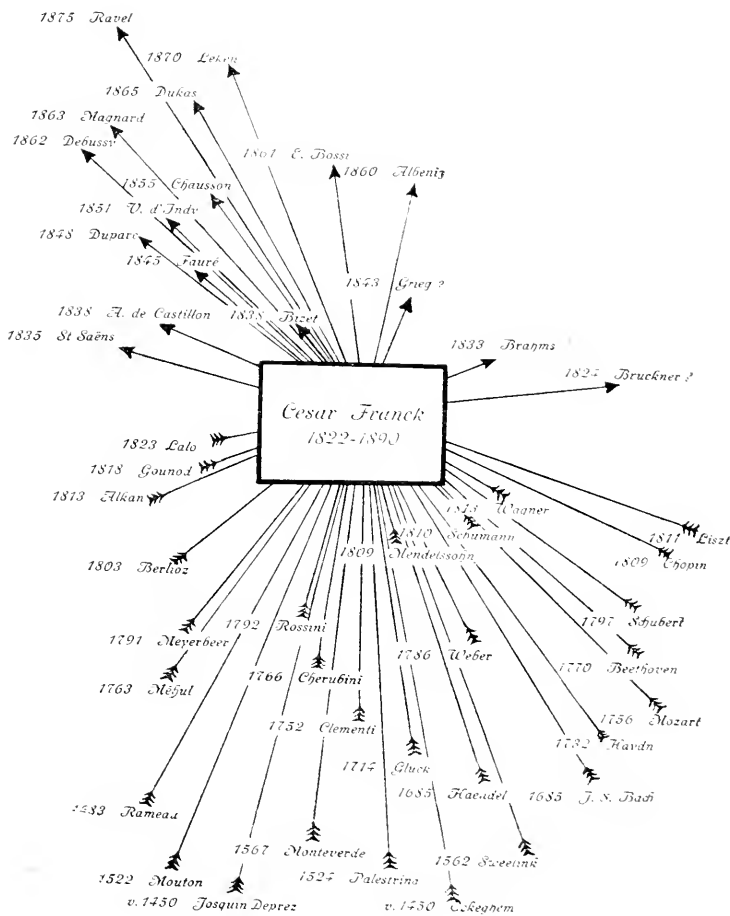 1875 Ravel
1870 Lekeu
1865 Dukas
1863 Magnard
1862 Debussy
1861 E. Bossi
1860 Albeniz
1855 Chausson
1851 V. d'Indy
1848 Duparc
1845 Fauré
1843 Grieg ?
1838 A. de Castillon
1838 Bizet
1835 St Saëns
1833 Brahms
1824 Bruckner ?
Cesar Franck
1822-1890
1823 Lalo
1818 Gounod
1813 Alkan
1813 Wagner
1810 Schumann
1811 Liszt
1809 Mendelssohn
1809 Chopin
1803 Berlioz
1797 Schubert
1792 Rossini
1791 Meyerbeer
1786 Weber
1770 Beethoven
1766 Cherubini
1763 Méhul
1756 Mozart
1752 Clementi
1732 Haydn
1714 Gluck
1685 Haendel
1685 J. S. Bach
Rameau
1567 Monteverde
1562 Sweelink
1522 Mouton
1524 Palestrina
v. 1450 Josquin Deprez
v. 1430 Ockeghem